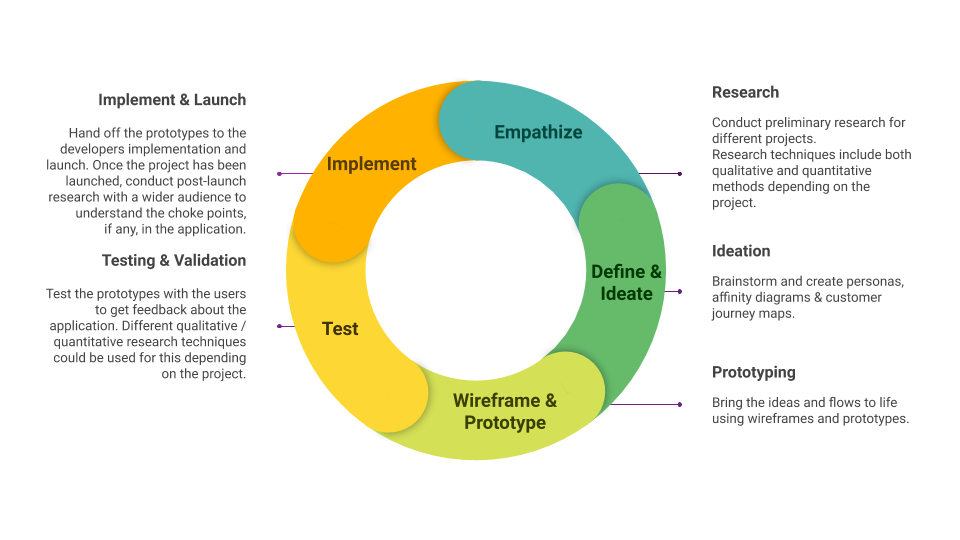 Implement & Launch
Hand off the prototypes to the
developers implementation and
launch. Once the project has been
launched, conduct post-launch
research with a wider audience to
understand the choke points,
if any, in the application.
Testing & Validation
Test the prototypes with the users
to get feedback about the
application. Different qualitative /
quantitative research techniques
could be used for this depending
on the project.
Empathize
Implement
Define &
Ideate
Test
Wireframe &
Prototype
Research
Conduct preliminary research for
different projects.
Research techniques include both
qualitative and quantitative
methods depending on the
project.
Ideation
Brainstorm and create personas,
affinity diagrams & customer
journey maps.
Prototyping
Bring the ideas and flows to life
using wireframes and prototypes.